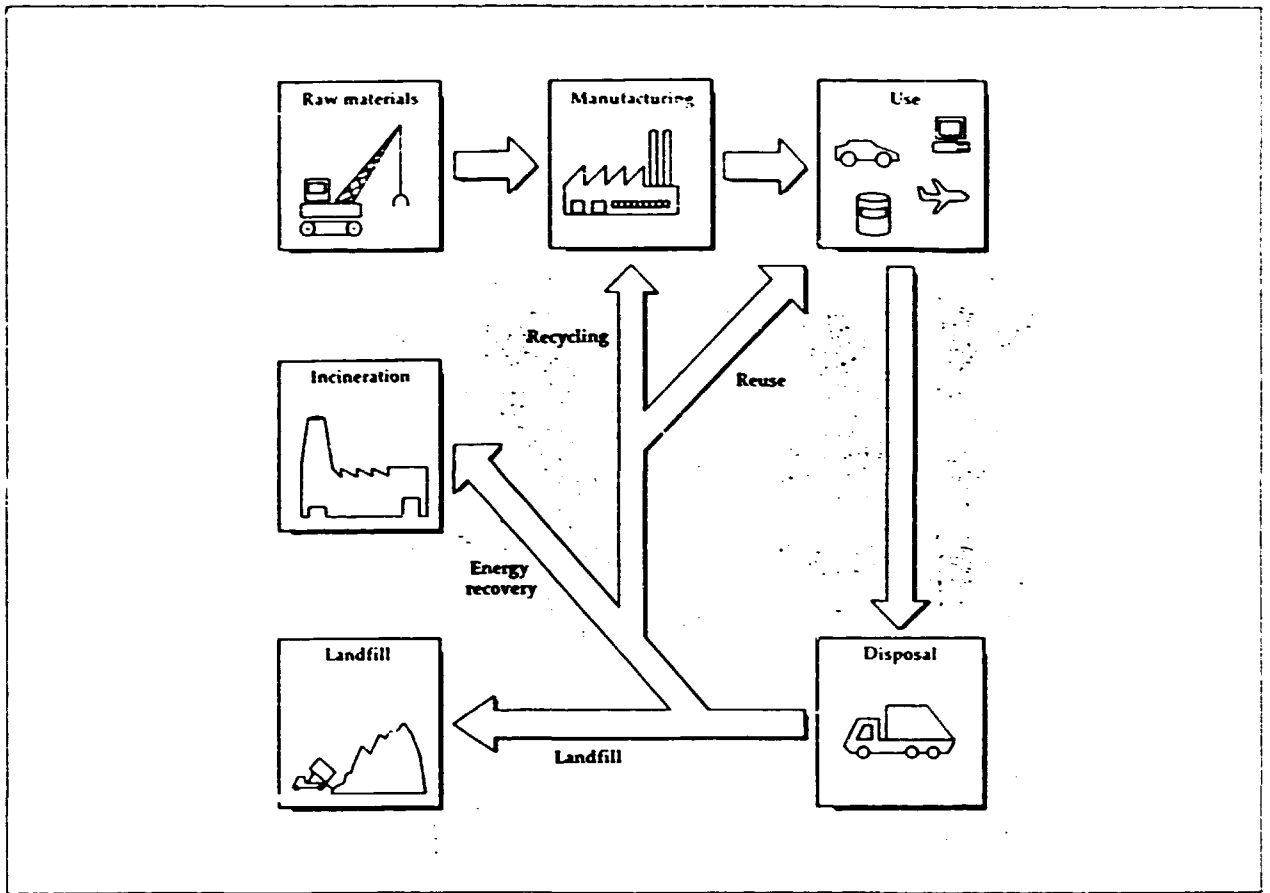 Raw materials
Manufacturing
Use
Recycling
Reuse
Incineration
Energy
recovery
Landfill
Disposal
Landfill